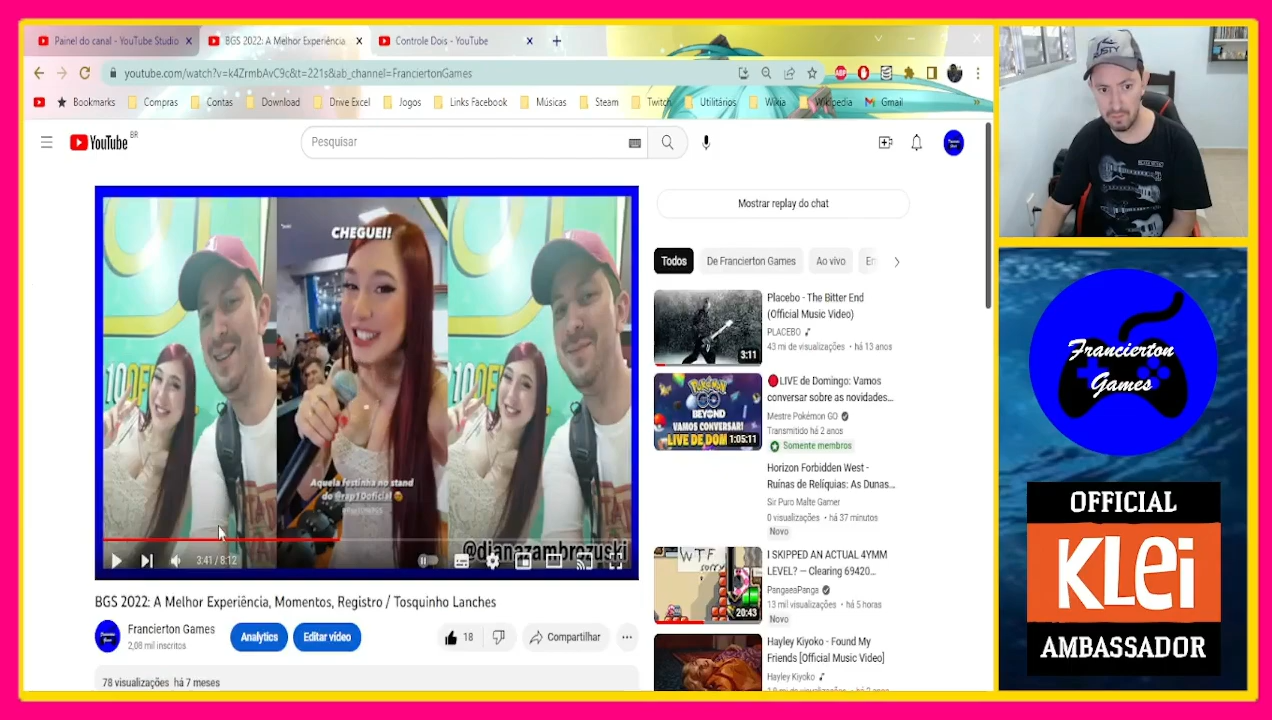 Painel do canal - YouTube Studio
BGS 2022: A Melhor Experiência,
Controle Dois - YouTube
youtube.com/watch?v=k4ZrmbAvC9c&t=221s&ab_channel=FranciertonGames
Bookmarks
Compras
Contas
Download
Drive Excel
Jogos
Links Facebook
Músicas
Steam
Twitch
Utilitários
Wikia
Wikipedia
Gmail
YouTube BR
Pesquisar
CHEGUEI!
Aquela festinha no stand
do @rap10oficial
@dianazambrozuski
3:41 / 8:12
BGS 2022: A Melhor Experiência, Momentos, Registro / Tosquinho Lanches
Francierton Games
2,08 mil inscritos
Analytics
Editar vídeo
18
Compartilhar
78 visualizações há 7 meses
Mostrar replay do chat
Todos
De Francierton Games
Ao vivo
Placebo - The Bitter End
(Official Music Video)
PLACEBO
43 mi de visualizações • há 13 anos
3:11
LIVE de Domingo: Vamos
conversar sobre as novidades...
Mestre Pokémon GO
Transmitido há 2 anos
Somente membros
POKÉMON
GO
BEYOND
VAMOS CONVERSAR!
LIVE DE DOM
1:05:11
Horizon Forbidden West -
Ruínas de Relíquias: As Dunas...
Sir Puro Malte Gamer
0 visualizações • há 37 minutos
Novo
I SKIPPED AN ACTUAL 4YMM
LEVEL? — Clearing 69420...
PangaeaPanga
13 mil visualizações • há 5 horas
Novo
WTF
sorry
20:43
Hayley Kiyoko - Found My
Friends [Official Music Video]
Hayley Kiyoko
Francierton
Games
OFFICIAL
KLei
AMBASSADOR